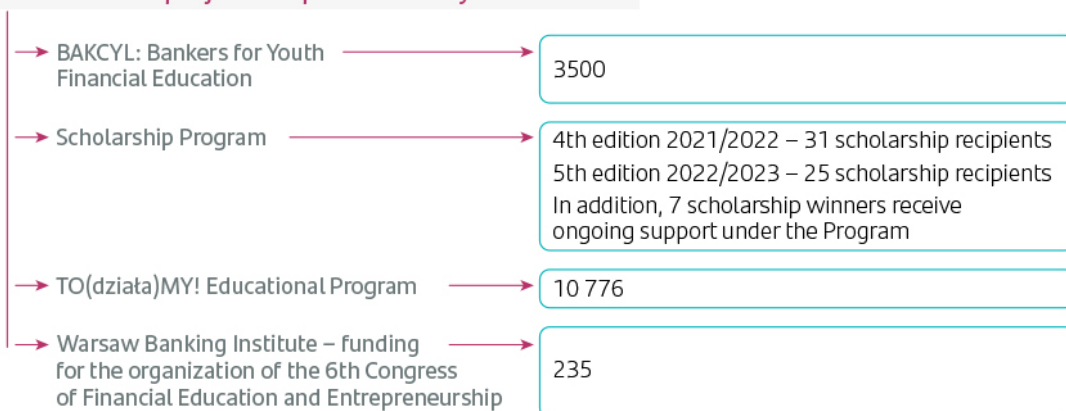 BAKCYL: Bankers for Youth
Financial Education
3500
Scholarship Program
4th edition 2021/2022 – 31 scholarship recipients
5th edition 2022/2023 – 25 scholarship recipients
In addition, 7 scholarship winners receive
ongoing support under the Program
TO(działa)MY! Educational Program
10 776
Warsaw Banking Institute – funding
for the organization of the 6th Congress
of Financial Education and Entrepreneurship
235